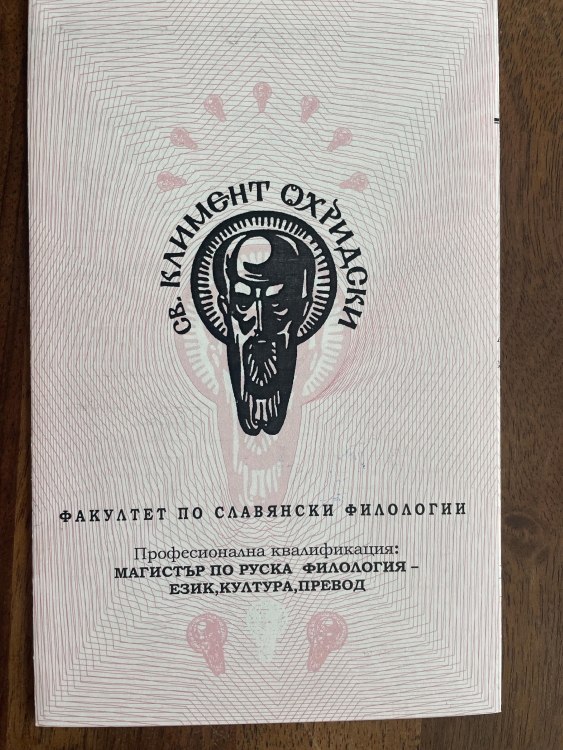 СВ. КЛИМЕНТ ОХРИДСКИ
ФАКУЛТЕТ ПО СЛАВЯНСКИ ФИЛОЛОГИИ
Професионална квалификация:
МАГИСТЪР ПО РУСКА ФИЛОЛОГИЯ –
ЕЗИК,КУЛТУРА,ПРЕВОД